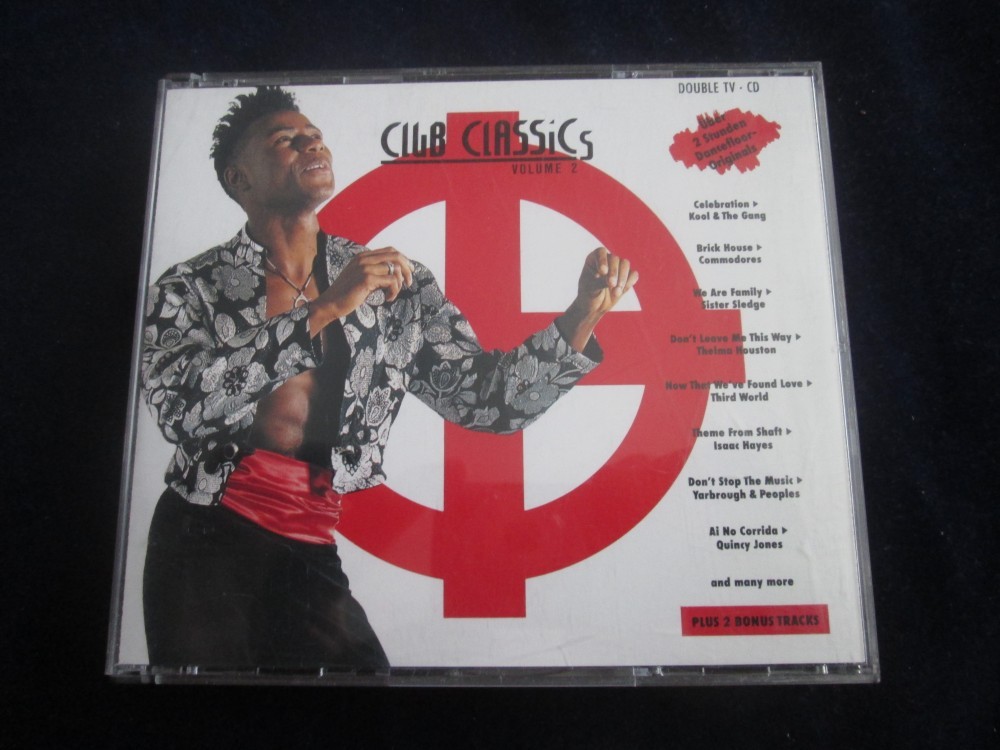 DOUBLE TV - CD
CLUB CLASSiCs
VOLUME 2
Über
2 Stunden
Dancefloor-
Originals
Celebration ▶
Kool & The Gang
Brick House ▶
Commodores
We Are Family ▶
Sister Sledge
Don't Leave Me This Way ▶
Thelma Houston
Now That We've Found Love ▶
Third World
Theme From Shaft ▶
Isaac Hayes
Don't Stop The Music ▶
Yarbrough & Peoples
Ai No Corrida ▶
Quincy Jones
and many more
PLUS 2 BONUS TRACKS